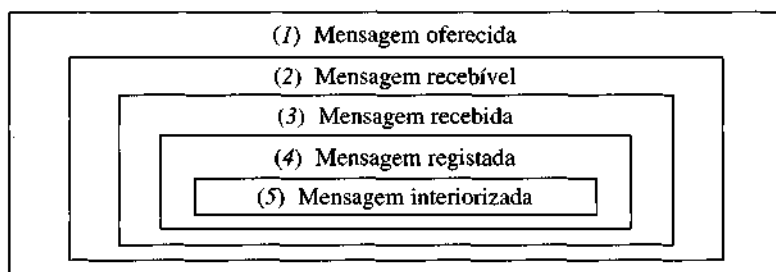 (1) Mensagem oferecida
(2) Mensagem recebível
(3) Mensagem recebida
(4) Mensagem registada
(5) Mensagem interiorizada